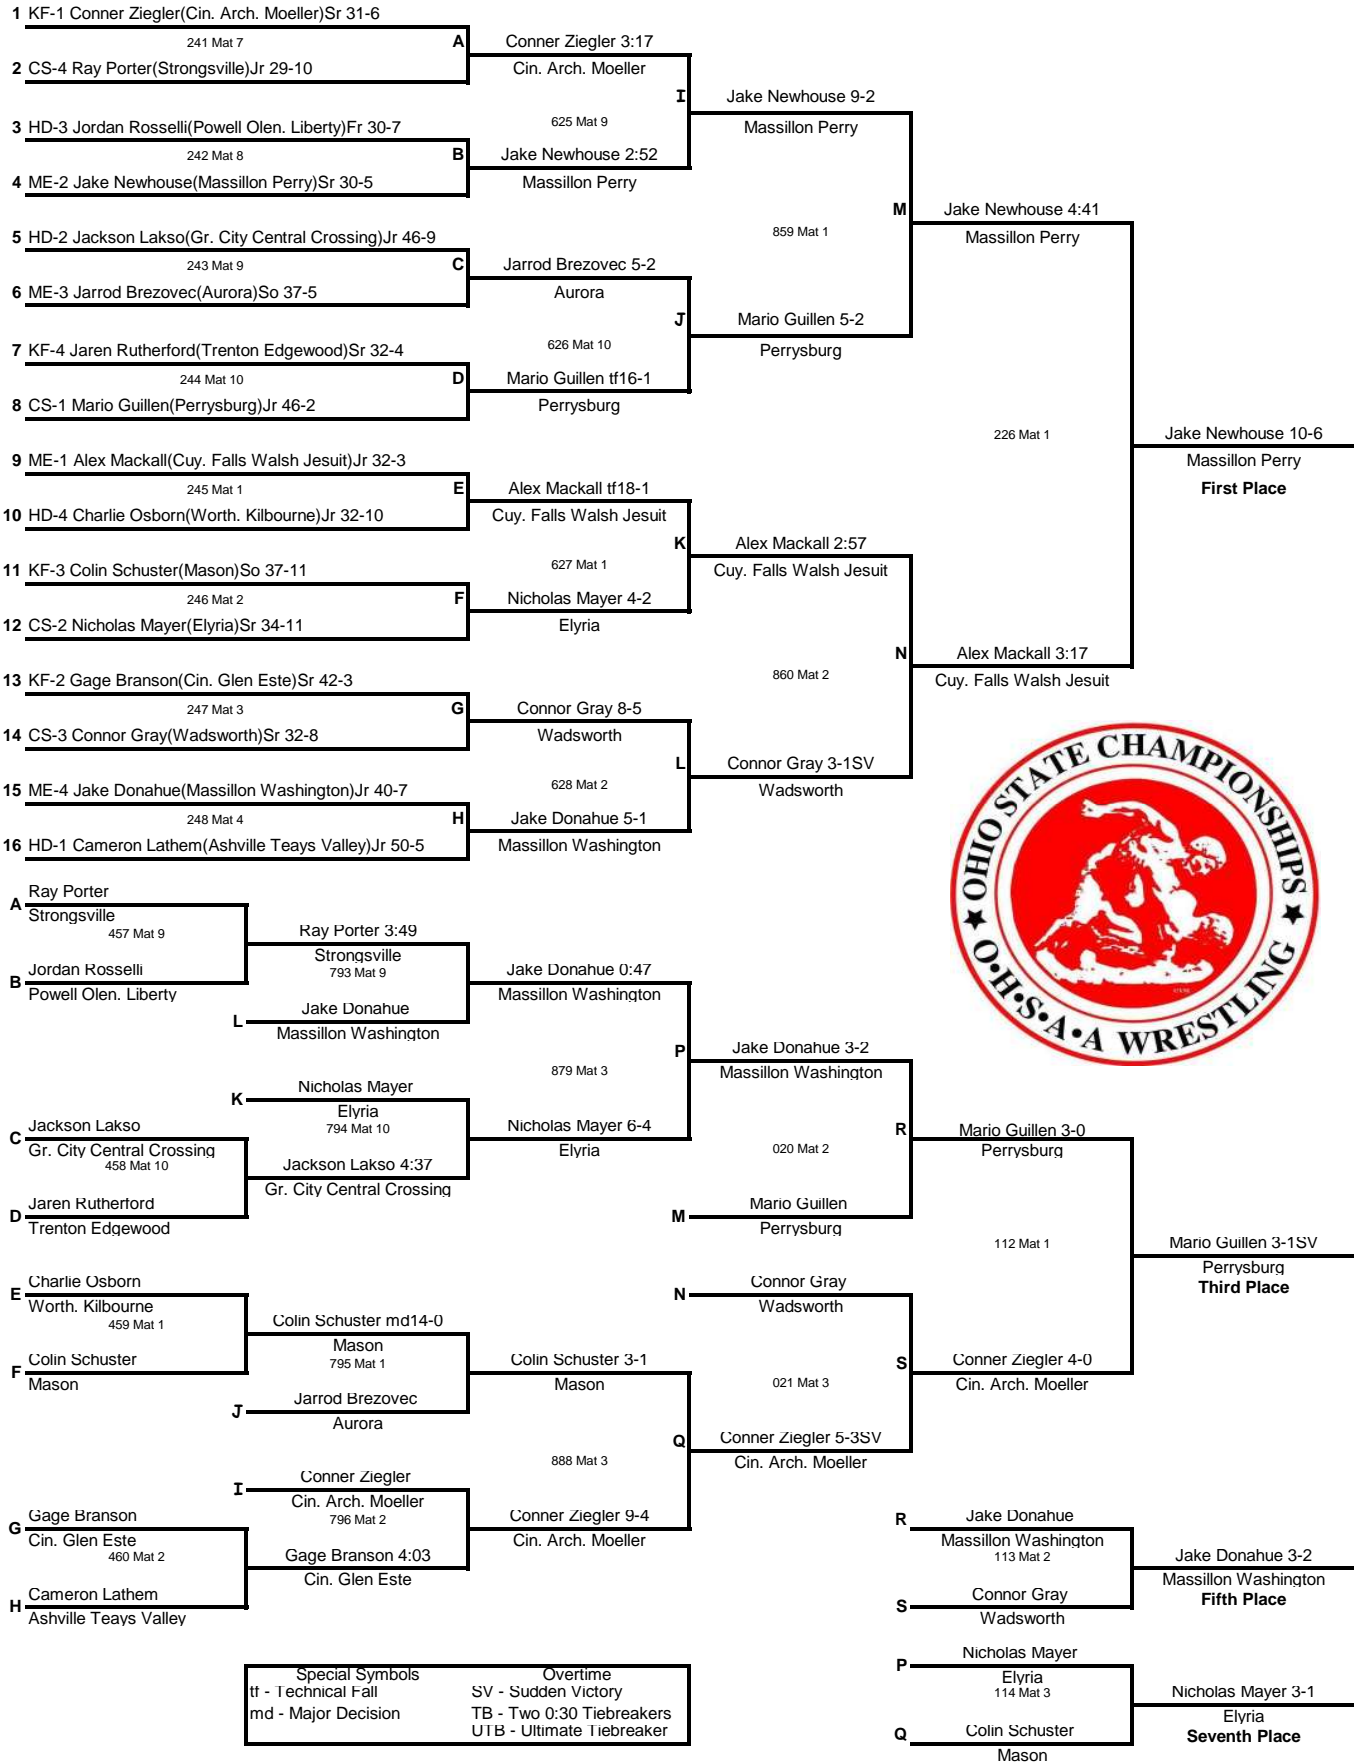 1 KF-1 Conner Ziegler(Cin. Arch. Moeller)Sr 31-6
241 Mat 7
A
2 CS-4 Ray Porter(Strongsville)Jr 29-10
Conner Ziegler 3:17
Cin. Arch. Moeller
3 HD-3 Jordan Rosselli(Powell Olen. Liberty)Fr 30-7
242 Mat 8
B
4 ME-2 Jake Newhouse(Massillon Perry)Sr 30-5
625 Mat 9
I
Jake Newhouse 2:52
Massillon Perry
Jake Newhouse 9-2
Massillon Perry
5 HD-2 Jackson Lakso(Gr. City Central Crossing)Jr 46-9
243 Mat 9
C
6 ME-3 Jarrod Brezovec(Aurora)So 37-5
Jarrod Brezovec 5-2
Aurora
7 KF-4 Jaren Rutherford(Trenton Edgewood)Sr 32-4
244 Mat 10
D
8 CS-1 Mario Guillen(Perrysburg)Jr 46-2
626 Mat 10
J
Mario Guillen tf16-1
Perrysburg
Mario Guillen 5-2
Perrysburg
859 Mat 1
M
Jake Newhouse 4:41
Massillon Perry
9 ME-1 Alex Mackall(Cuy. Falls Walsh Jesuit)Jr 32-3
245 Mat 1
E
10 HD-4 Charlie Osborn(Worth. Kilbourne)Jr 32-10
Alex Mackall tf18-1
Cuy. Falls Walsh Jesuit
11 KF-3 Colin Schuster(Mason)So 37-11
246 Mat 2
F
12 CS-2 Nicholas Mayer(Elyria)Sr 34-11
627 Mat 1
K
Nicholas Mayer 4-2
Elyria
Alex Mackall 2:57
Cuy. Falls Walsh Jesuit
13 KF-2 Gage Branson(Cin. Glen Este)Sr 42-3
247 Mat 3
G
14 CS-3 Connor Gray(Wadsworth)Sr 32-8
Connor Gray 8-5
Wadsworth
15 ME-4 Jake Donahue(Massillon Washington)Jr 40-7
248 Mat 4
H
16 HD-1 Cameron Lathem(Ashville Teays Valley)Jr 50-5
628 Mat 2
L
Jake Donahue 5-1
Massillon Washington
Connor Gray 3-1SV
Wadsworth
860 Mat 2
N
Alex Mackall 3:17
Cuy. Falls Walsh Jesuit
226 Mat 1
Jake Newhouse 10-6
Massillon Perry
First Place
OHIO STATE CHAMPIONSHIPS
★ O•H•S•A•A WRESTLING ★
A Ray Porter
Strongsville
457 Mat 9
B Jordan Rosselli
Powell Olen. Liberty
Ray Porter 3:49
Strongsville
793 Mat 9
L Jake Donahue
Massillon Washington
Jake Donahue 0:47
Massillon Washington
K Nicholas Mayer
Elyria
794 Mat 10
C Jackson Lakso
Gr. City Central Crossing
458 Mat 10
D Jaren Rutherford
Trenton Edgewood
Jackson Lakso 4:37
Gr. City Central Crossing
879 Mat 3
P
Nicholas Mayer 6-4
Elyria
Jake Donahue 3-2
Massillon Washington
020 Mat 2
R
M Mario Guillen
Perrysburg
Mario Guillen 3-0
Perrysburg
E Charlie Osborn
Worth. Kilbourne
459 Mat 1
F Colin Schuster
Mason
Colin Schuster md14-0
Mason
795 Mat 1
J Jarrod Brezovec
Aurora
Colin Schuster 3-1
Mason
I Conner Ziegler
Cin. Arch. Moeller
796 Mat 2
G Gage Branson
Cin. Glen Este
460 Mat 2
H Cameron Lathem
Ashville Teays Valley
Gage Branson 4:03
Cin. Glen Este
888 Mat 3
Q
Conner Ziegler 9-4
Cin. Arch. Moeller
N Connor Gray
Wadsworth
021 Mat 3
S
Conner Ziegler 5-3SV
Cin. Arch. Moeller
Conner Ziegler 4-0
Cin. Arch. Moeller
112 Mat 1
Mario Guillen 3-1SV
Perrysburg
Third Place
R Jake Donahue
Massillon Washington
113 Mat 2
S Connor Gray
Wadsworth
Jake Donahue 3-2
Massillon Washington
Fifth Place
P Nicholas Mayer
Elyria
114 Mat 3
Q Colin Schuster
Mason
Nicholas Mayer 3-1
Elyria
Seventh Place
Special Symbols
tf - Technical Fall
md - Major Decision
Overtime
SV - Sudden Victory
TB - Two 0:30 Tiebreakers
UTB - Ultimate Tiebreaker